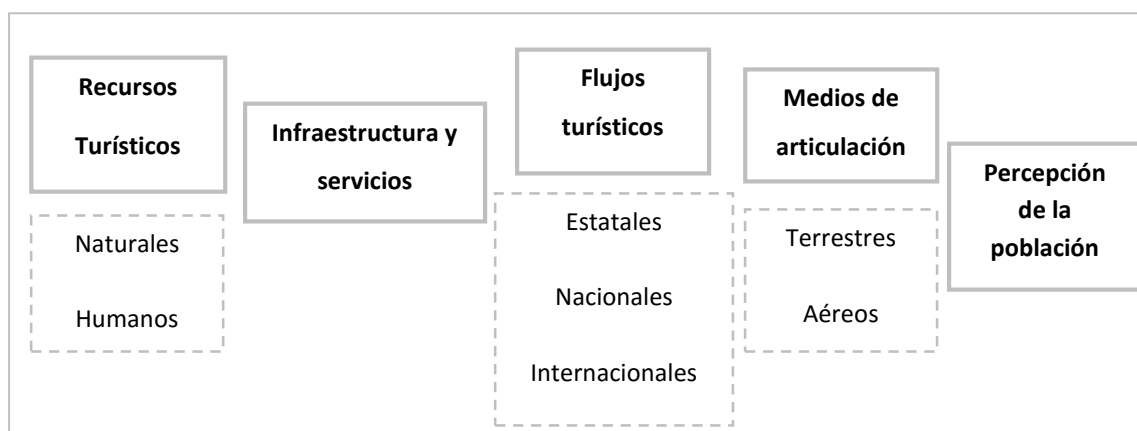 Recursos
Turísticos
Naturales
Humanos
Infraestructura y
servicios
Flujos
turísticos
Estatales
Nacionales
Internacionales
Medios de
articulación
Terrestres
Aéreos
Percepción
de la
población